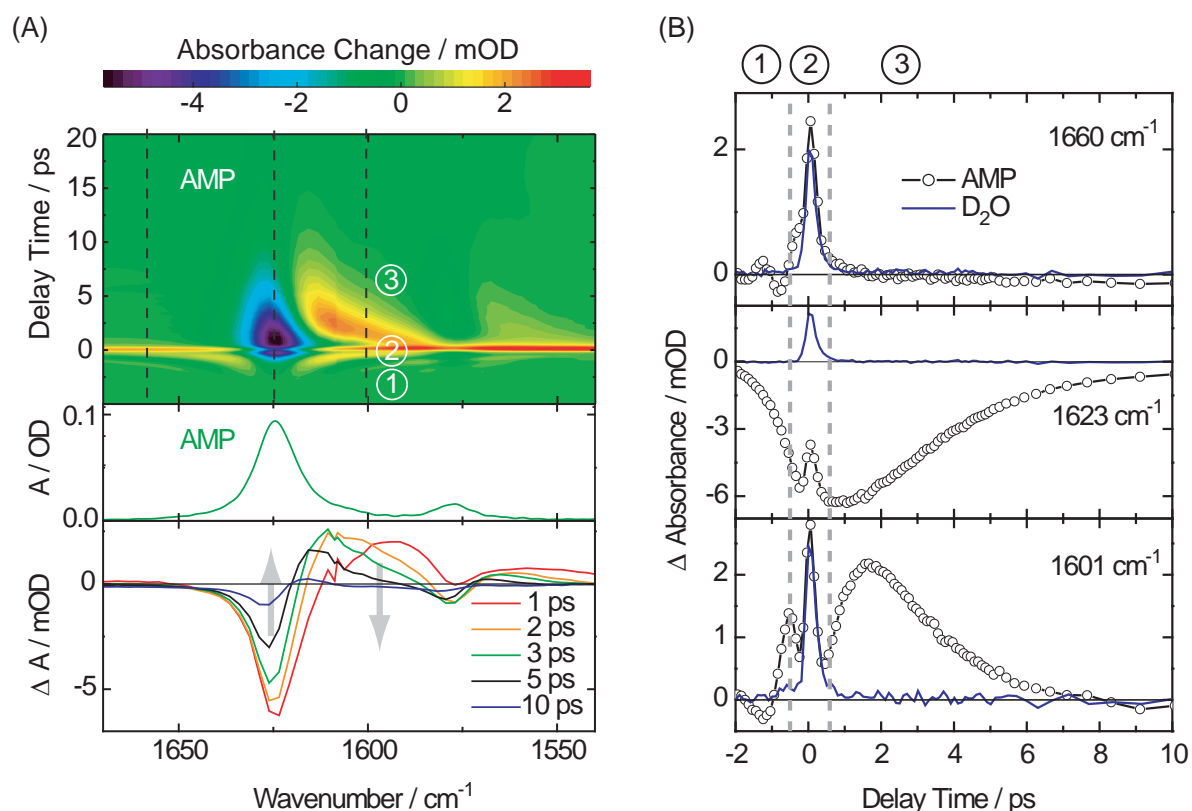 (A)
Absorbance Change / mOD
-4 -2 0 2
20
15
10
5
0
Delay Time / ps
AMP
3
2
1
0.1
0.0
A / OD
AMP
0
-5
Δ A / mOD
1 ps
2 ps
3 ps
5 ps
10 ps
1650 1600 1550
Wavenumber / cm-1
(B)
1 2 3
2
0
1660 cm-1
AMP
D2O
0
-3
-6
1623 cm-1
Δ Absorbance / mOD
2
1
0
1601 cm-1
-2 0 2 4 6 8 10
Delay Time / ps